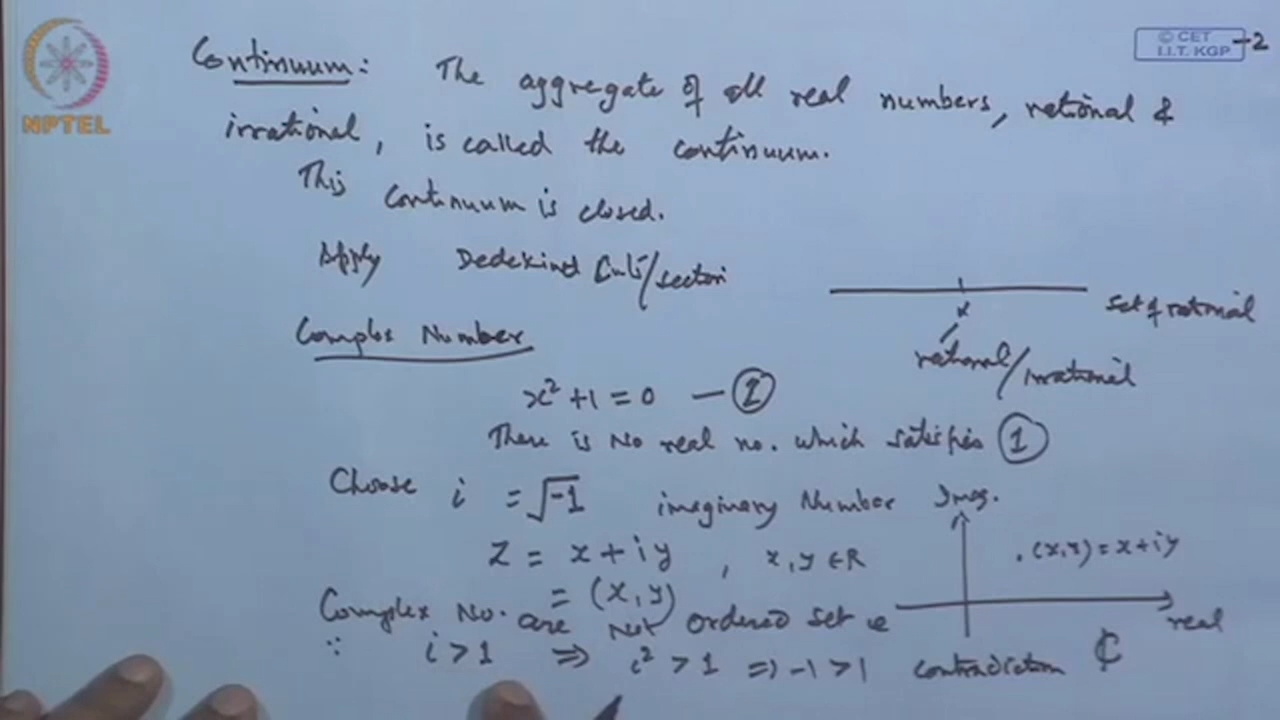 NPTEL
© CET
I.I.T. KGP
-2
Continuum: The aggregate of all real numbers, rational &
irrational, is called the continuum.
This continuum is closed.
Apply Dedekind Cuts/section
set of rational
rational/irrational
Complex Number
x² + 1 = 0 — ①
There is No real no. which satisfies ①
Choose i = √-1 imaginary Number
Imag.
Z = x + iy , x, y ∈ R
.(x,y) = x+iy
= (x, y)
real
Complex No. are Not ordered set
∵ i > 1 ⇒ i² > 1 ⇒ -1 > 1 contradiction
ℂ